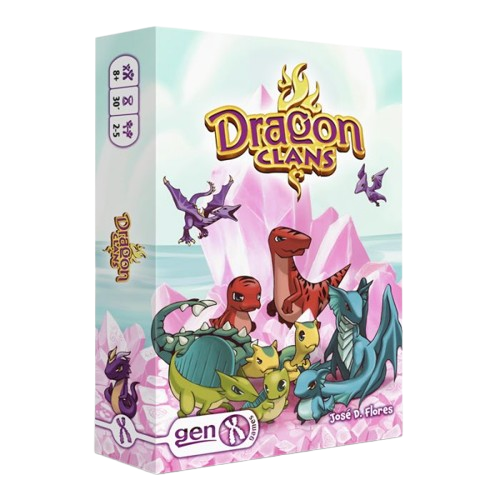 Dragon
CLANS
8+
30'
2-5
Dragon
CLANS
José D. Flores
gen X
Games